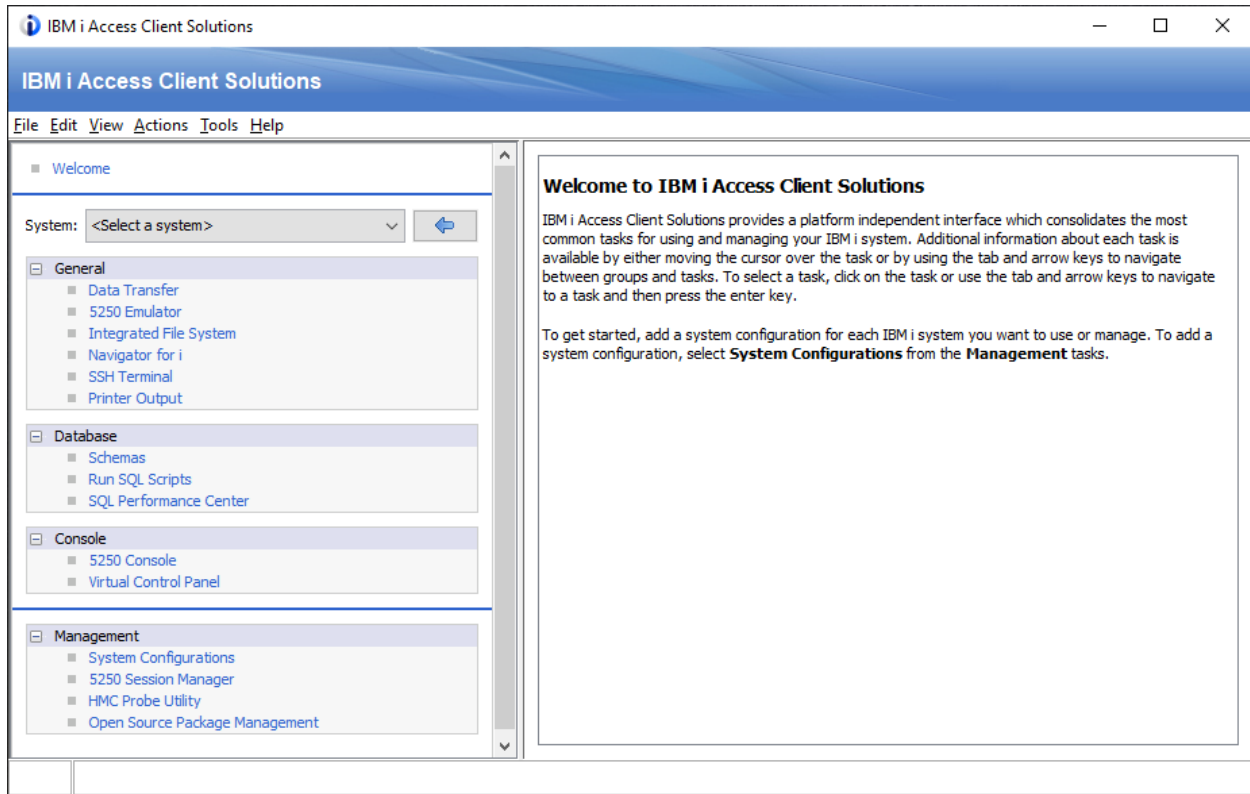 IBM i Access Client Solutions
IBM i Access Client Solutions
File Edit View Actions Tools Help
Welcome
System: <Select a system>
General
Data Transfer
5250 Emulator
Integrated File System
Navigator for i
SSH Terminal
Printer Output
Database
Schemas
Run SQL Scripts
SQL Performance Center
Console
5250 Console
Virtual Control Panel
Management
System Configurations
5250 Session Manager
HMC Probe Utility
Open Source Package Management
Welcome to IBM i Access Client Solutions
IBM i Access Client Solutions provides a platform independent interface which consolidates the most
common tasks for using and managing your IBM i system. Additional information about each task is
available by either moving the cursor over the task or by using the tab and arrow keys to navigate
between groups and tasks. To select a task, click on the task or use the tab and arrow keys to navigate
to a task and then press the enter key.
To get started, add a system configuration for each IBM i system you want to use or manage. To add a
system configuration, select System Configurations from the Management tasks.